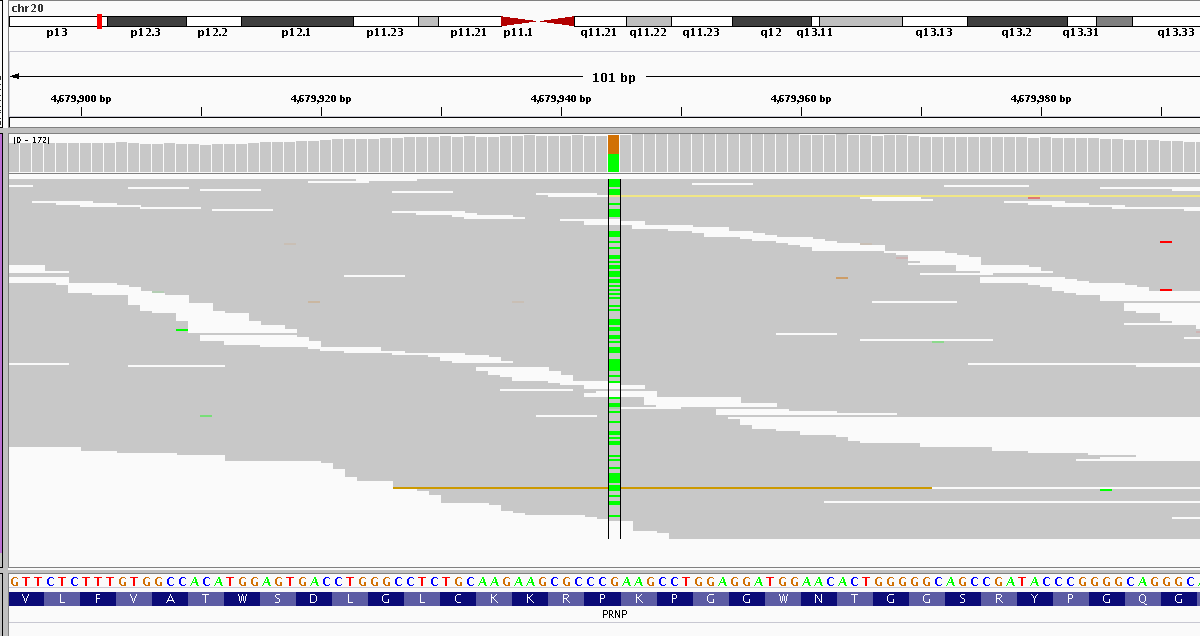 chr20
p13 p12.3 p12.2 p12.1 p11.23 p11.21 p11.1 q11.21 q11.22 q11.23 q12 q13.11 q13.13 q13.2 q13.31 q13.33
101 bp
4,679,900 bp 4,679,920 bp 4,679,940 bp 4,679,960 bp 4,679,980 bp
[0 - 172]
GTTCTCTTTGTGGCCACATGGAGTGACCTGGGCCTCTGCAAGAAGCGCCCGAAGCCTGGAGGATGGAACACTGGGGGCAGCCGATACCCGGGGCAGGGC
V L F V A T W S D L G L C K K R P K P G G W N T G G S R Y P G Q G
PRNP